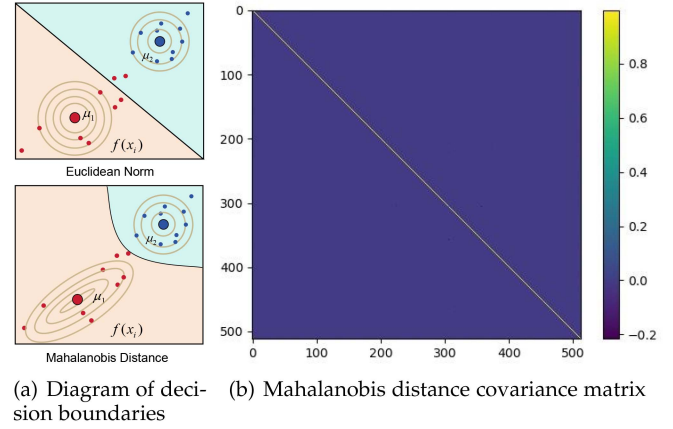 μ₂
μ₁
f(xᵢ)
Euclidean Norm
μ₂
μ₁
f(xᵢ)
Mahalanobis Distance
0
100
200
300
400
500
0 100 200 300 400 500
0.8
0.6
0.4
0.2
0.0
−0.2
(a) Diagram of deci-
sion boundaries
(b) Mahalanobis distance covariance matrix